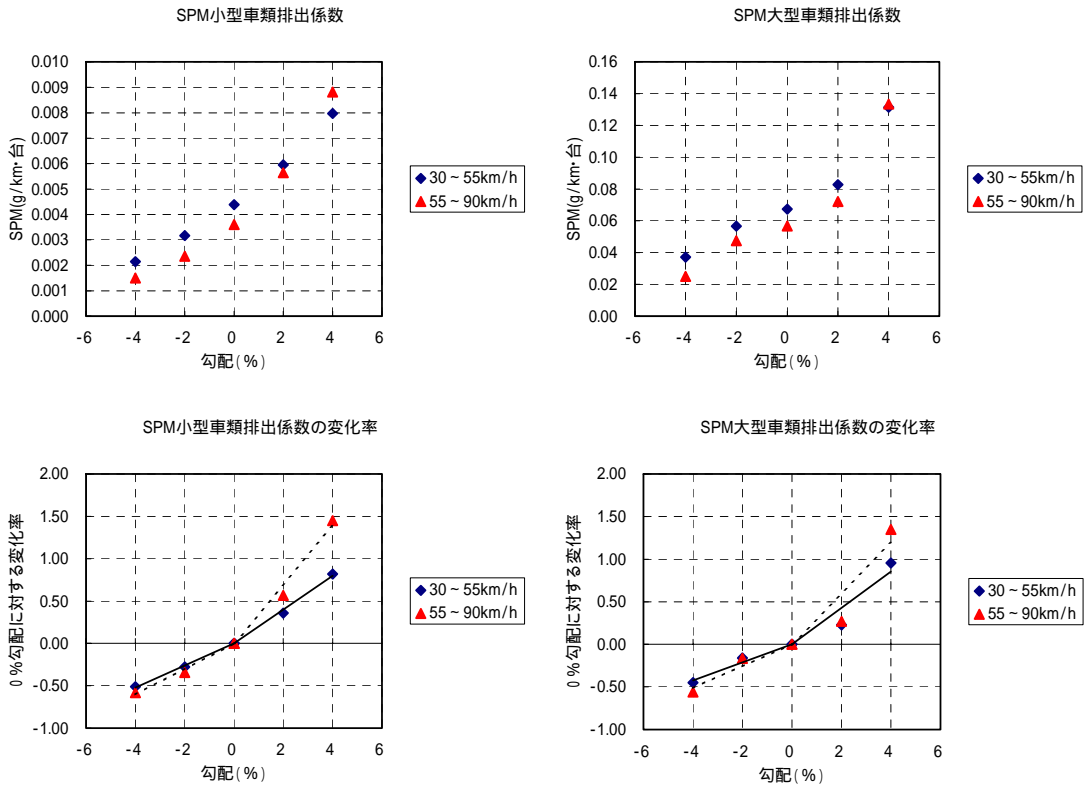 SPM小型車類排出係数
SPM(g/km・台)
0.010
0.009
0.008
0.007
0.006
0.005
0.004
0.003
0.002
0.001
0.000
-6 -4 -2 0 2 4 6
勾配(%)
30~55km/h
55~90km/h
SPM大型車類排出係数
SPM(g/km・台)
0.16
0.14
0.12
0.10
0.08
0.06
0.04
0.02
0.00
-6 -4 -2 0 2 4 6
勾配(%)
30~55km/h
55~90km/h
SPM小型車類排出係数の変化率
0%勾配に対する変化率
2.00
1.50
1.00
0.50
0.00
-0.50
-1.00
-6 -4 -2 0 2 4 6
勾配(%)
30~55km/h
55~90km/h
SPM大型車類排出係数の変化率
0%勾配に対する変化率
2.00
1.50
1.00
0.50
0.00
-0.50
-1.00
-6 -4 -2 0 2 4 6
勾配(%)
30~55km/h
55~90km/h